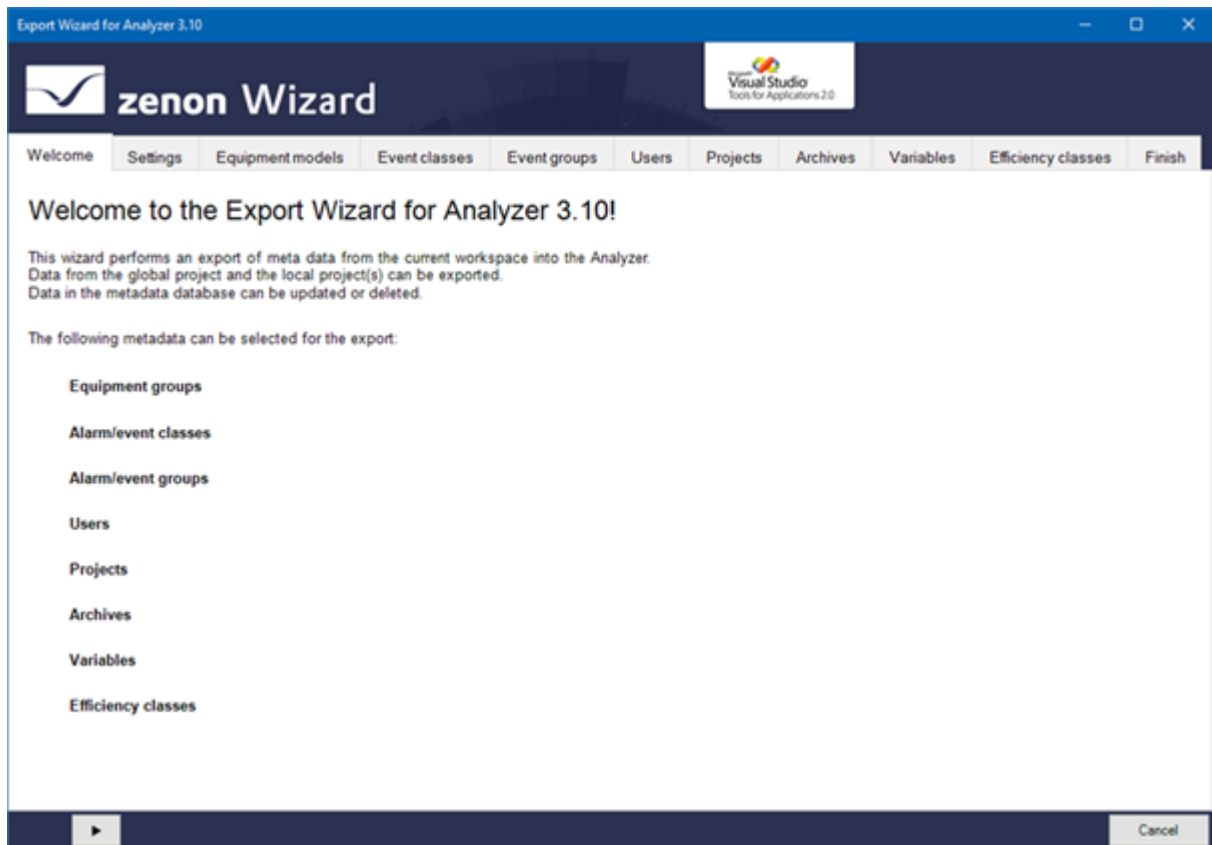 Export Wizard for Analyzer 3.10
zenon Wizard
Microsoft
Visual Studio
Tools for Applications 2.0
Welcome Settings Equipment models Event classes Event groups Users Projects Archives Variables Efficiency classes Finish
Welcome to the Export Wizard for Analyzer 3.10!
This wizard performs an export of meta data from the current workspace into the Analyzer.
Data from the global project and the local project(s) can be exported.
Data in the metadata database can be updated or deleted.
The following metadata can be selected for the export:
Equipment groups
Alarm/event classes
Alarm/event groups
Users
Projects
Archives
Variables
Efficiency classes
Cancel